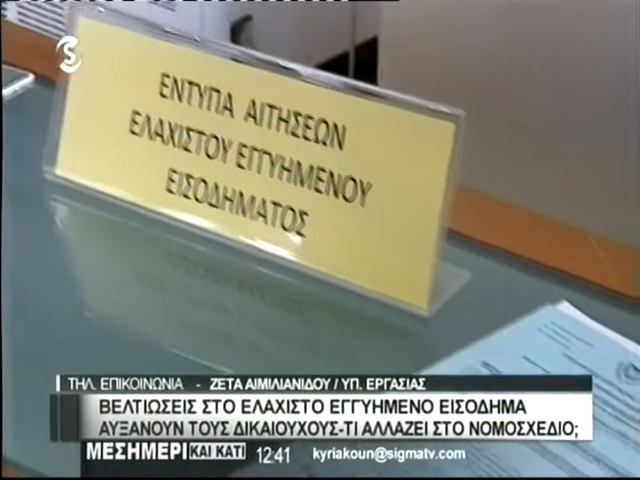 ΕΝΤΥΠΑ ΑΙΤΗΣΕΩΝ
ΕΛΑΧΙΣΤΟΥ ΕΓΓΥΗΜΕΝΟΥ
ΕΙΣΟΔΗΜΑΤΟΣ
ΤΗΛ. ΕΠΙΚΟΙΝΩΝΙΑ - ΖΕΤΑ ΑΙΜΙΛΙΑΝΙΔΟΥ / ΥΠ. ΕΡΓΑΣΙΑΣ
ΒΕΛΤΙΩΣΕΙΣ ΣΤΟ ΕΛΑΧΙΣΤΟ ΕΓΓΥΗΜΕΝΟ ΕΙΣΟΔΗΜΑ
ΑΥΞΑΝΟΥΝ ΤΟΥΣ ΔΙΚΑΙΟΥΧΟΥΣ-ΤΙ ΑΛΛΑΖΕΙ ΣΤΟ ΝΟΜΟΣΧΕΔΙΟ;
ΜΕΣΗΜΕΡΙ ΚΑΙ ΚΑΤΙ 12:41 kyriakoun@sigmatv.com